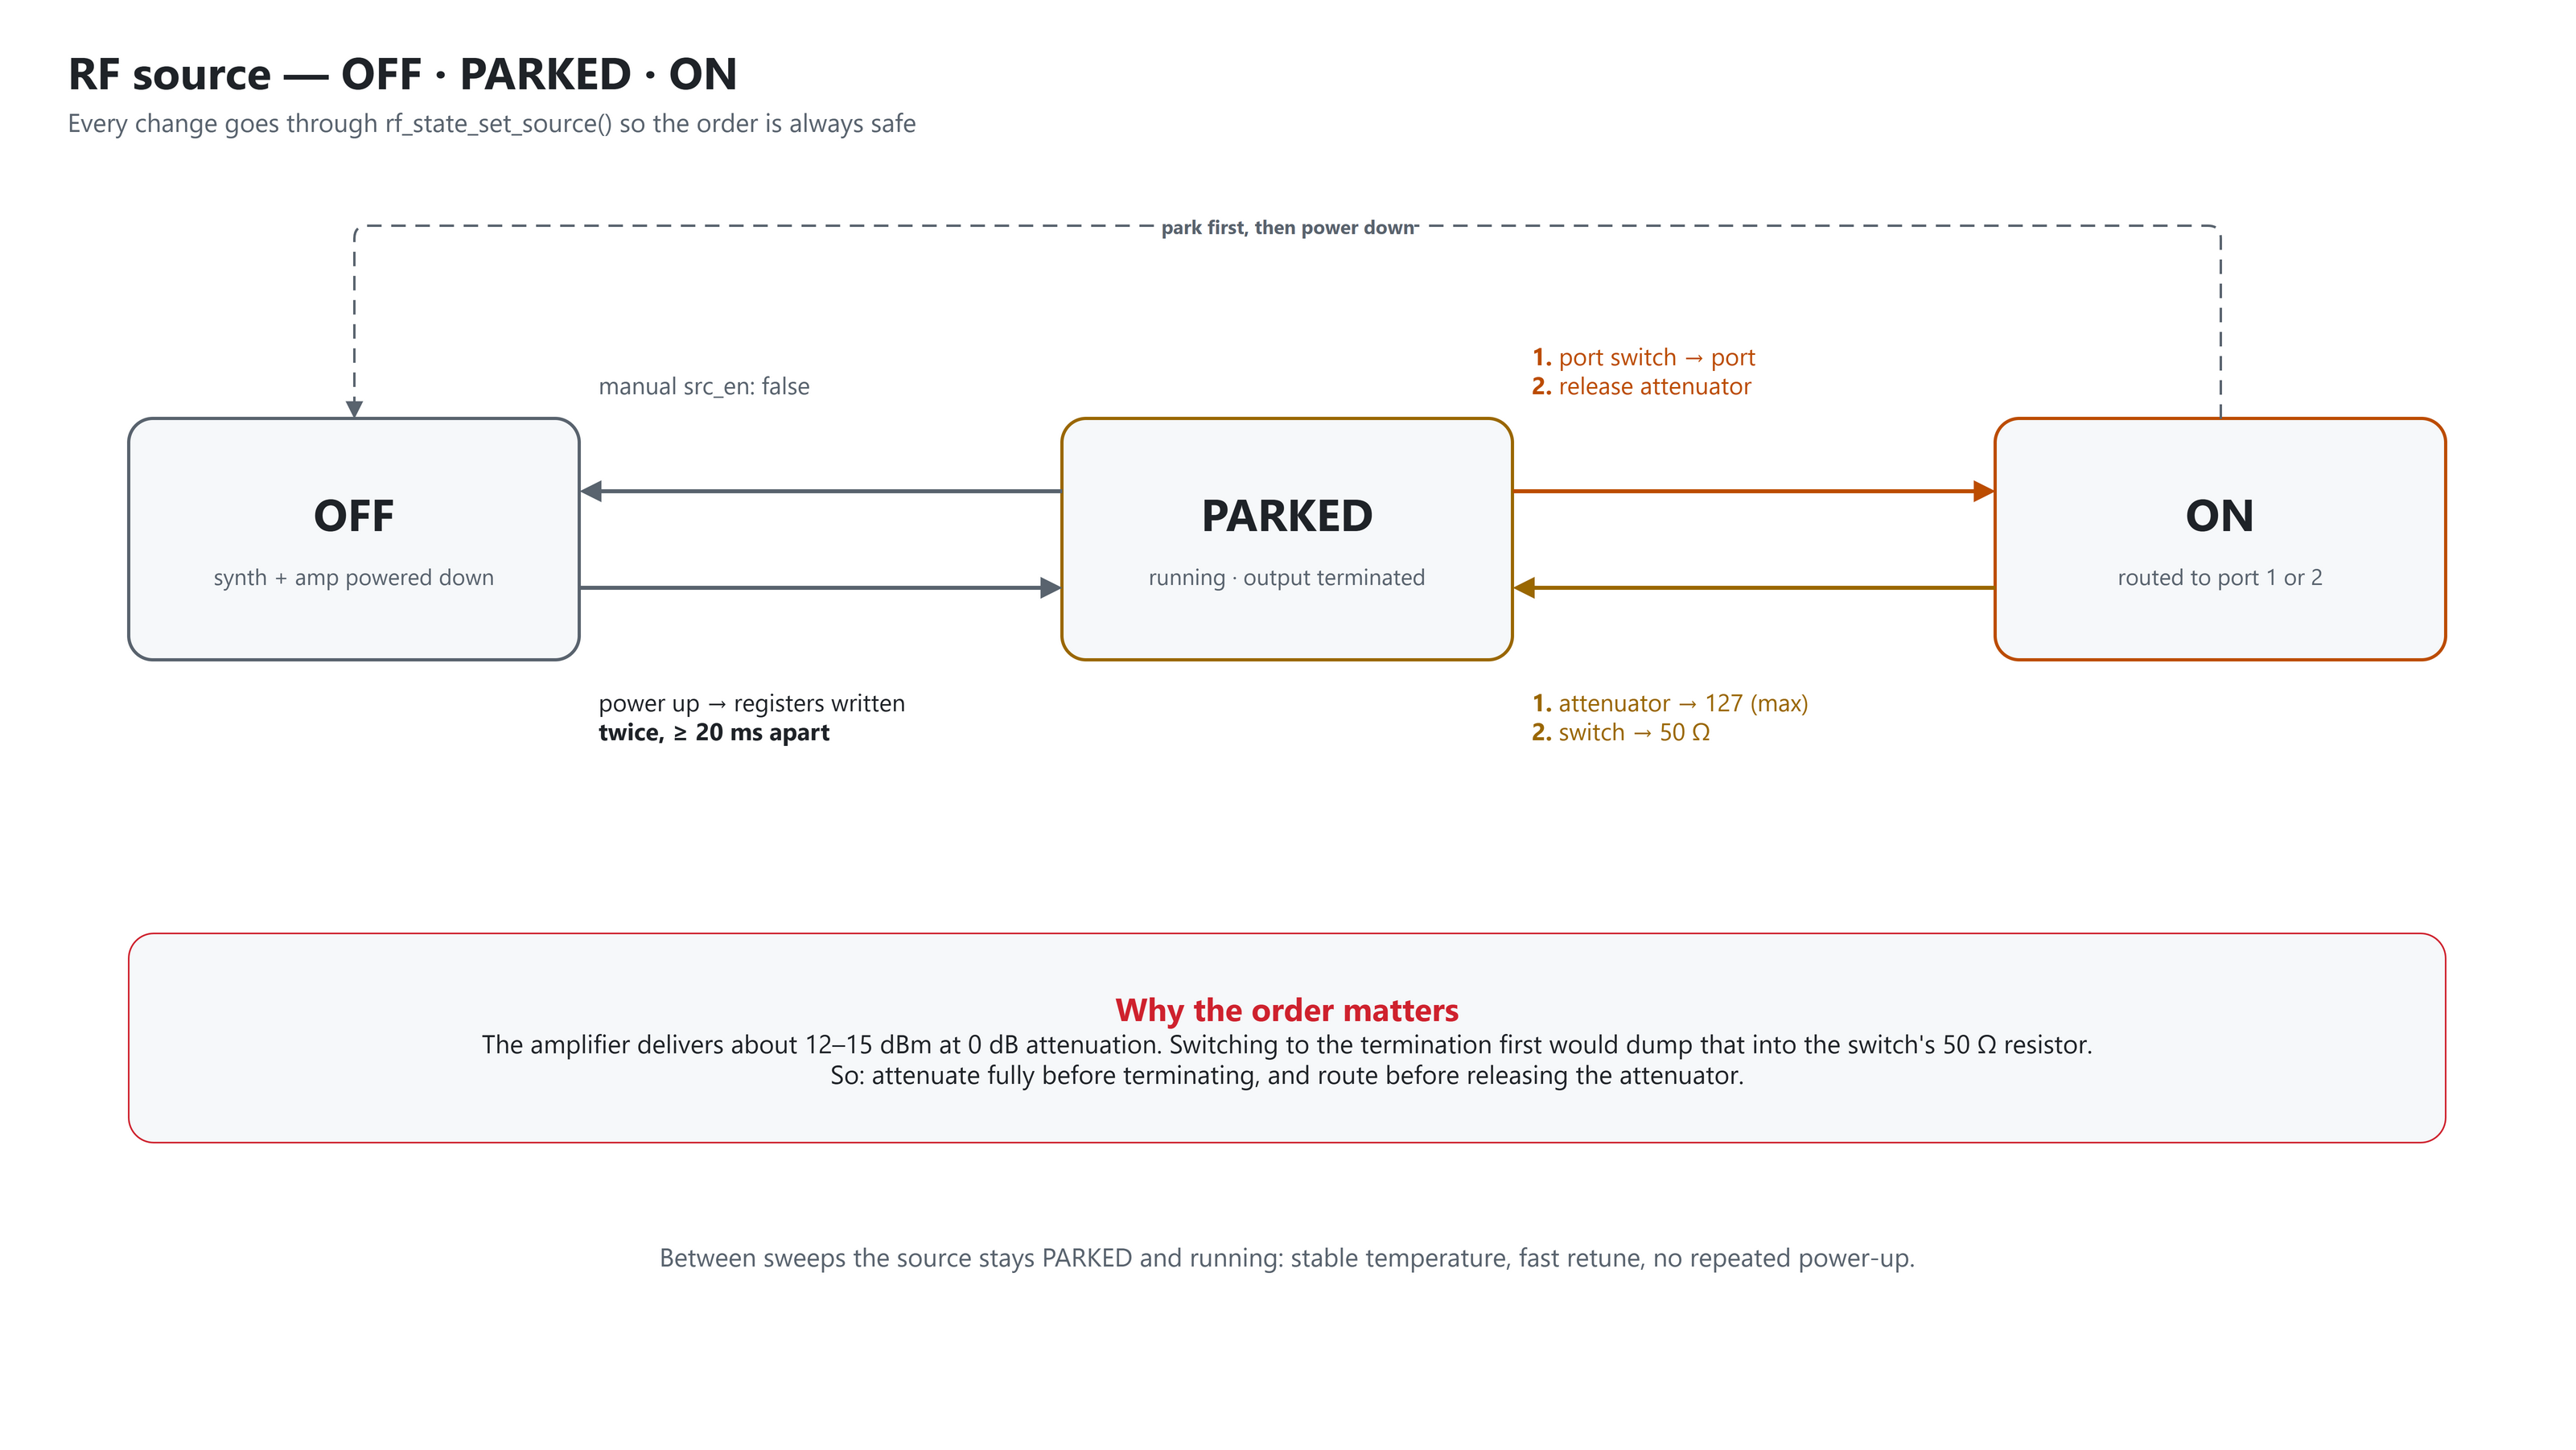 RF source — OFF · PARKED · ON
Every change goes through rf_state_set_source() so the order is always safe
park first, then power down
manual src_en: false
1. port switch → port
2. release attenuator
OFF
synth + amp powered down
PARKED
running · output terminated
ON
routed to port 1 or 2
power up → registers written
twice, ≥ 20 ms apart
1. attenuator → 127 (max)
2. switch → 50 Ω
Why the order matters
The amplifier delivers about 12–15 dBm at 0 dB attenuation. Switching to the termination first would dump that into the switch's 50 Ω resistor.
So: attenuate fully before terminating, and route before releasing the attenuator.
Between sweeps the source stays PARKED and running: stable temperature, fast retune, no repeated power-up.